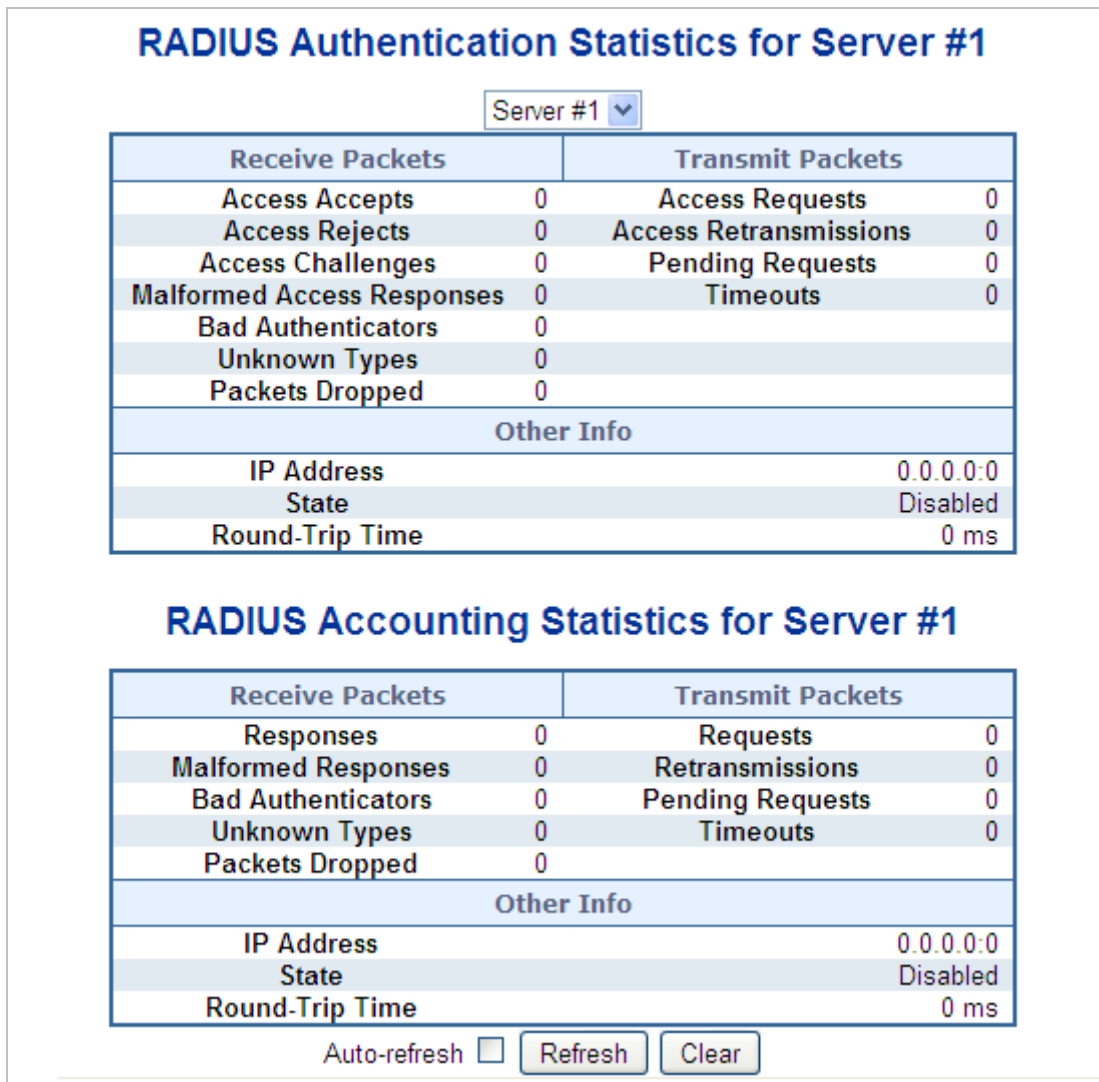 RADIUS Authentication Statistics for Server #1
Server #1
Receive Packets Transmit Packets
Access Accepts 0 Access Requests 0
Access Rejects 0 Access Retransmissions 0
Access Challenges 0 Pending Requests 0
Malformed Access Responses 0 Timeouts 0
Bad Authenticators 0
Unknown Types 0
Packets Dropped 0
Other Info
IP Address 0.0.0.0:0
State Disabled
Round-Trip Time 0 ms
RADIUS Accounting Statistics for Server #1
Receive Packets Transmit Packets
Responses 0 Requests 0
Malformed Responses 0 Retransmissions 0
Bad Authenticators 0 Pending Requests 0
Unknown Types 0 Timeouts 0
Packets Dropped 0
Other Info
IP Address 0.0.0.0:0
State Disabled
Round-Trip Time 0 ms
Auto-refresh Refresh Clear